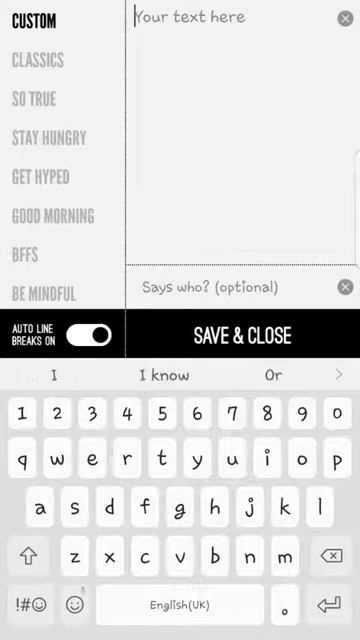 CUSTOM
CLASSICS
SO TRUE
STAY HUNGRY
GET HYPED
GOOD MORNING
BFFS
BE MINDFUL
Your text here
Says who? (optional)
AUTO LINE
BREAKS ON
SAVE & CLOSE
I I know Or
1 2 3 4 5 6 7 8 9 0
q w e r t y u i o p
a s d f g h j k l
z x c v b n m
!#☺ English(UK) .